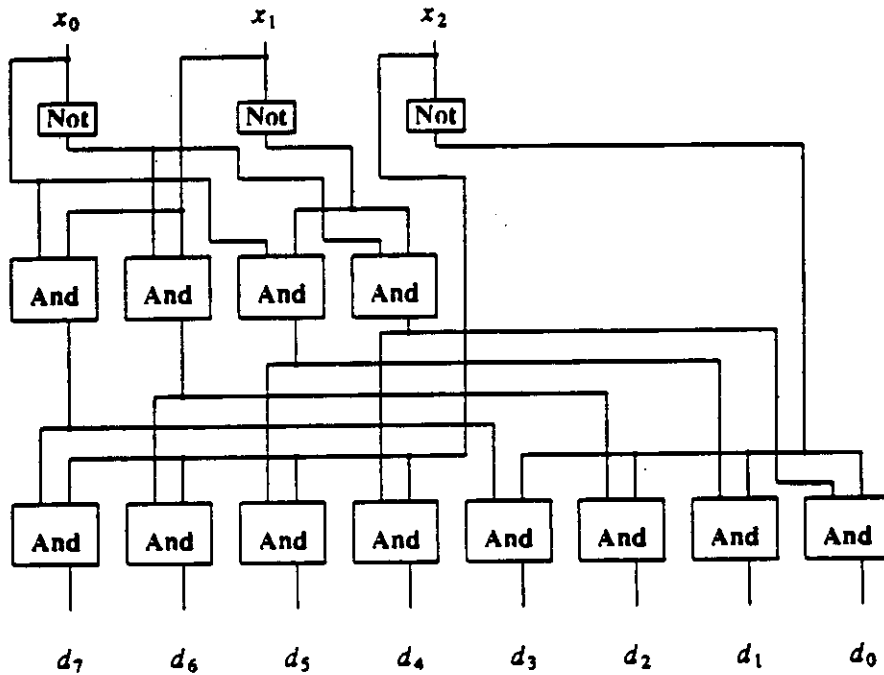 x₀ x₁ x₂
Not Not Not
And And And And
And And And And And And And And
d₇ d₆ d₅ d₄ d₃ d₂ d₁ d₀